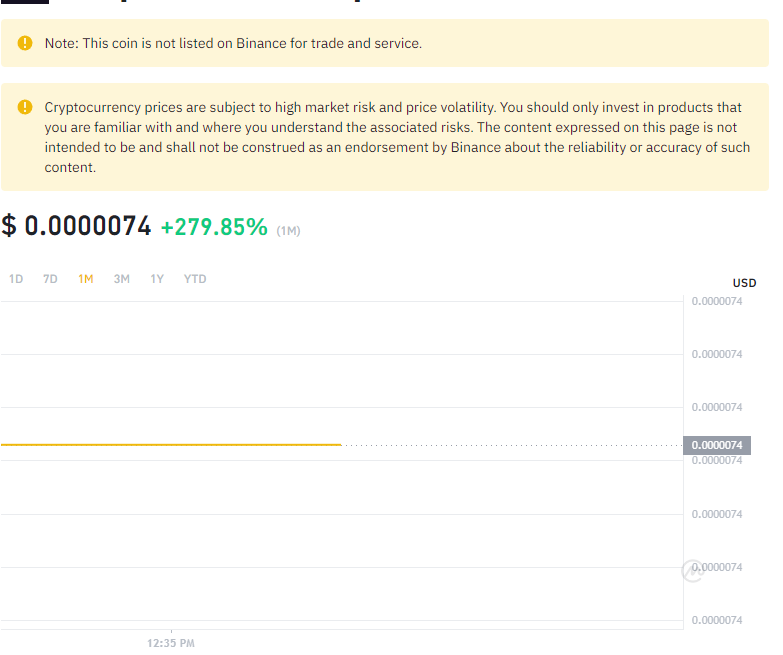 Note: This coin is not listed on Binance for trade and service.
Cryptocurrency prices are subject to high market risk and price volatility. You should only invest in products that
you are familiar with and where you understand the associated risks. The content expressed on this page is not
intended to be and shall not be construed as an endorsement by Binance about the reliability or accuracy of such
content.
$ 0.0000074 +279.85% (1M)
1D 7D 1M 3M 1Y YTD
USD
0.0000074
0.0000074
0.0000074
0.0000074
0.0000074
0.0000074
0.0000074
0.0000074
12:35 PM